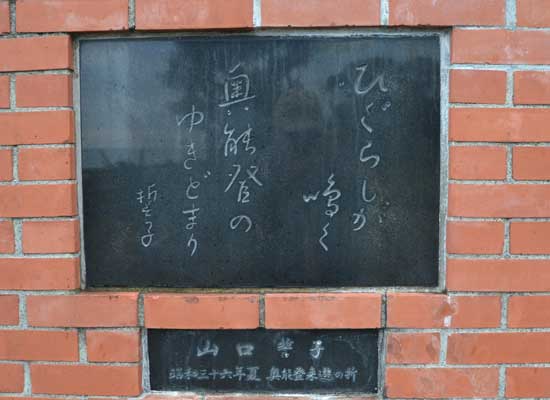 ひぐらしが
鳴く
奥能登の
ゆきどまり
誓子
山口誓子
昭和三十六年夏 奥能登来遊の折